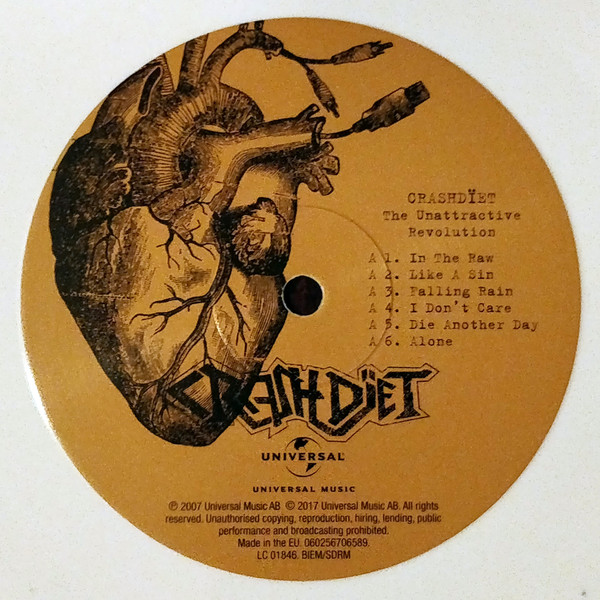 CRASHDÏET
The Unattractive
Revolution
A 1. In The Raw
A 2. Like A Sin
A 3. Falling Rain
A 4. I Don't Care
A 5. Die Another Day
A 6. Alone
CRASHDÏET
UNIVERSAL
UNIVERSAL MUSIC
℗ 2007 Universal Music AB © 2017 Universal Music AB. All rights
reserved. Unauthorised copying, reproduction, hiring, lending, public
performance and broadcasting prohibited.
Made in the EU. 060256706589.
LC 01846. BIEM/SDRM